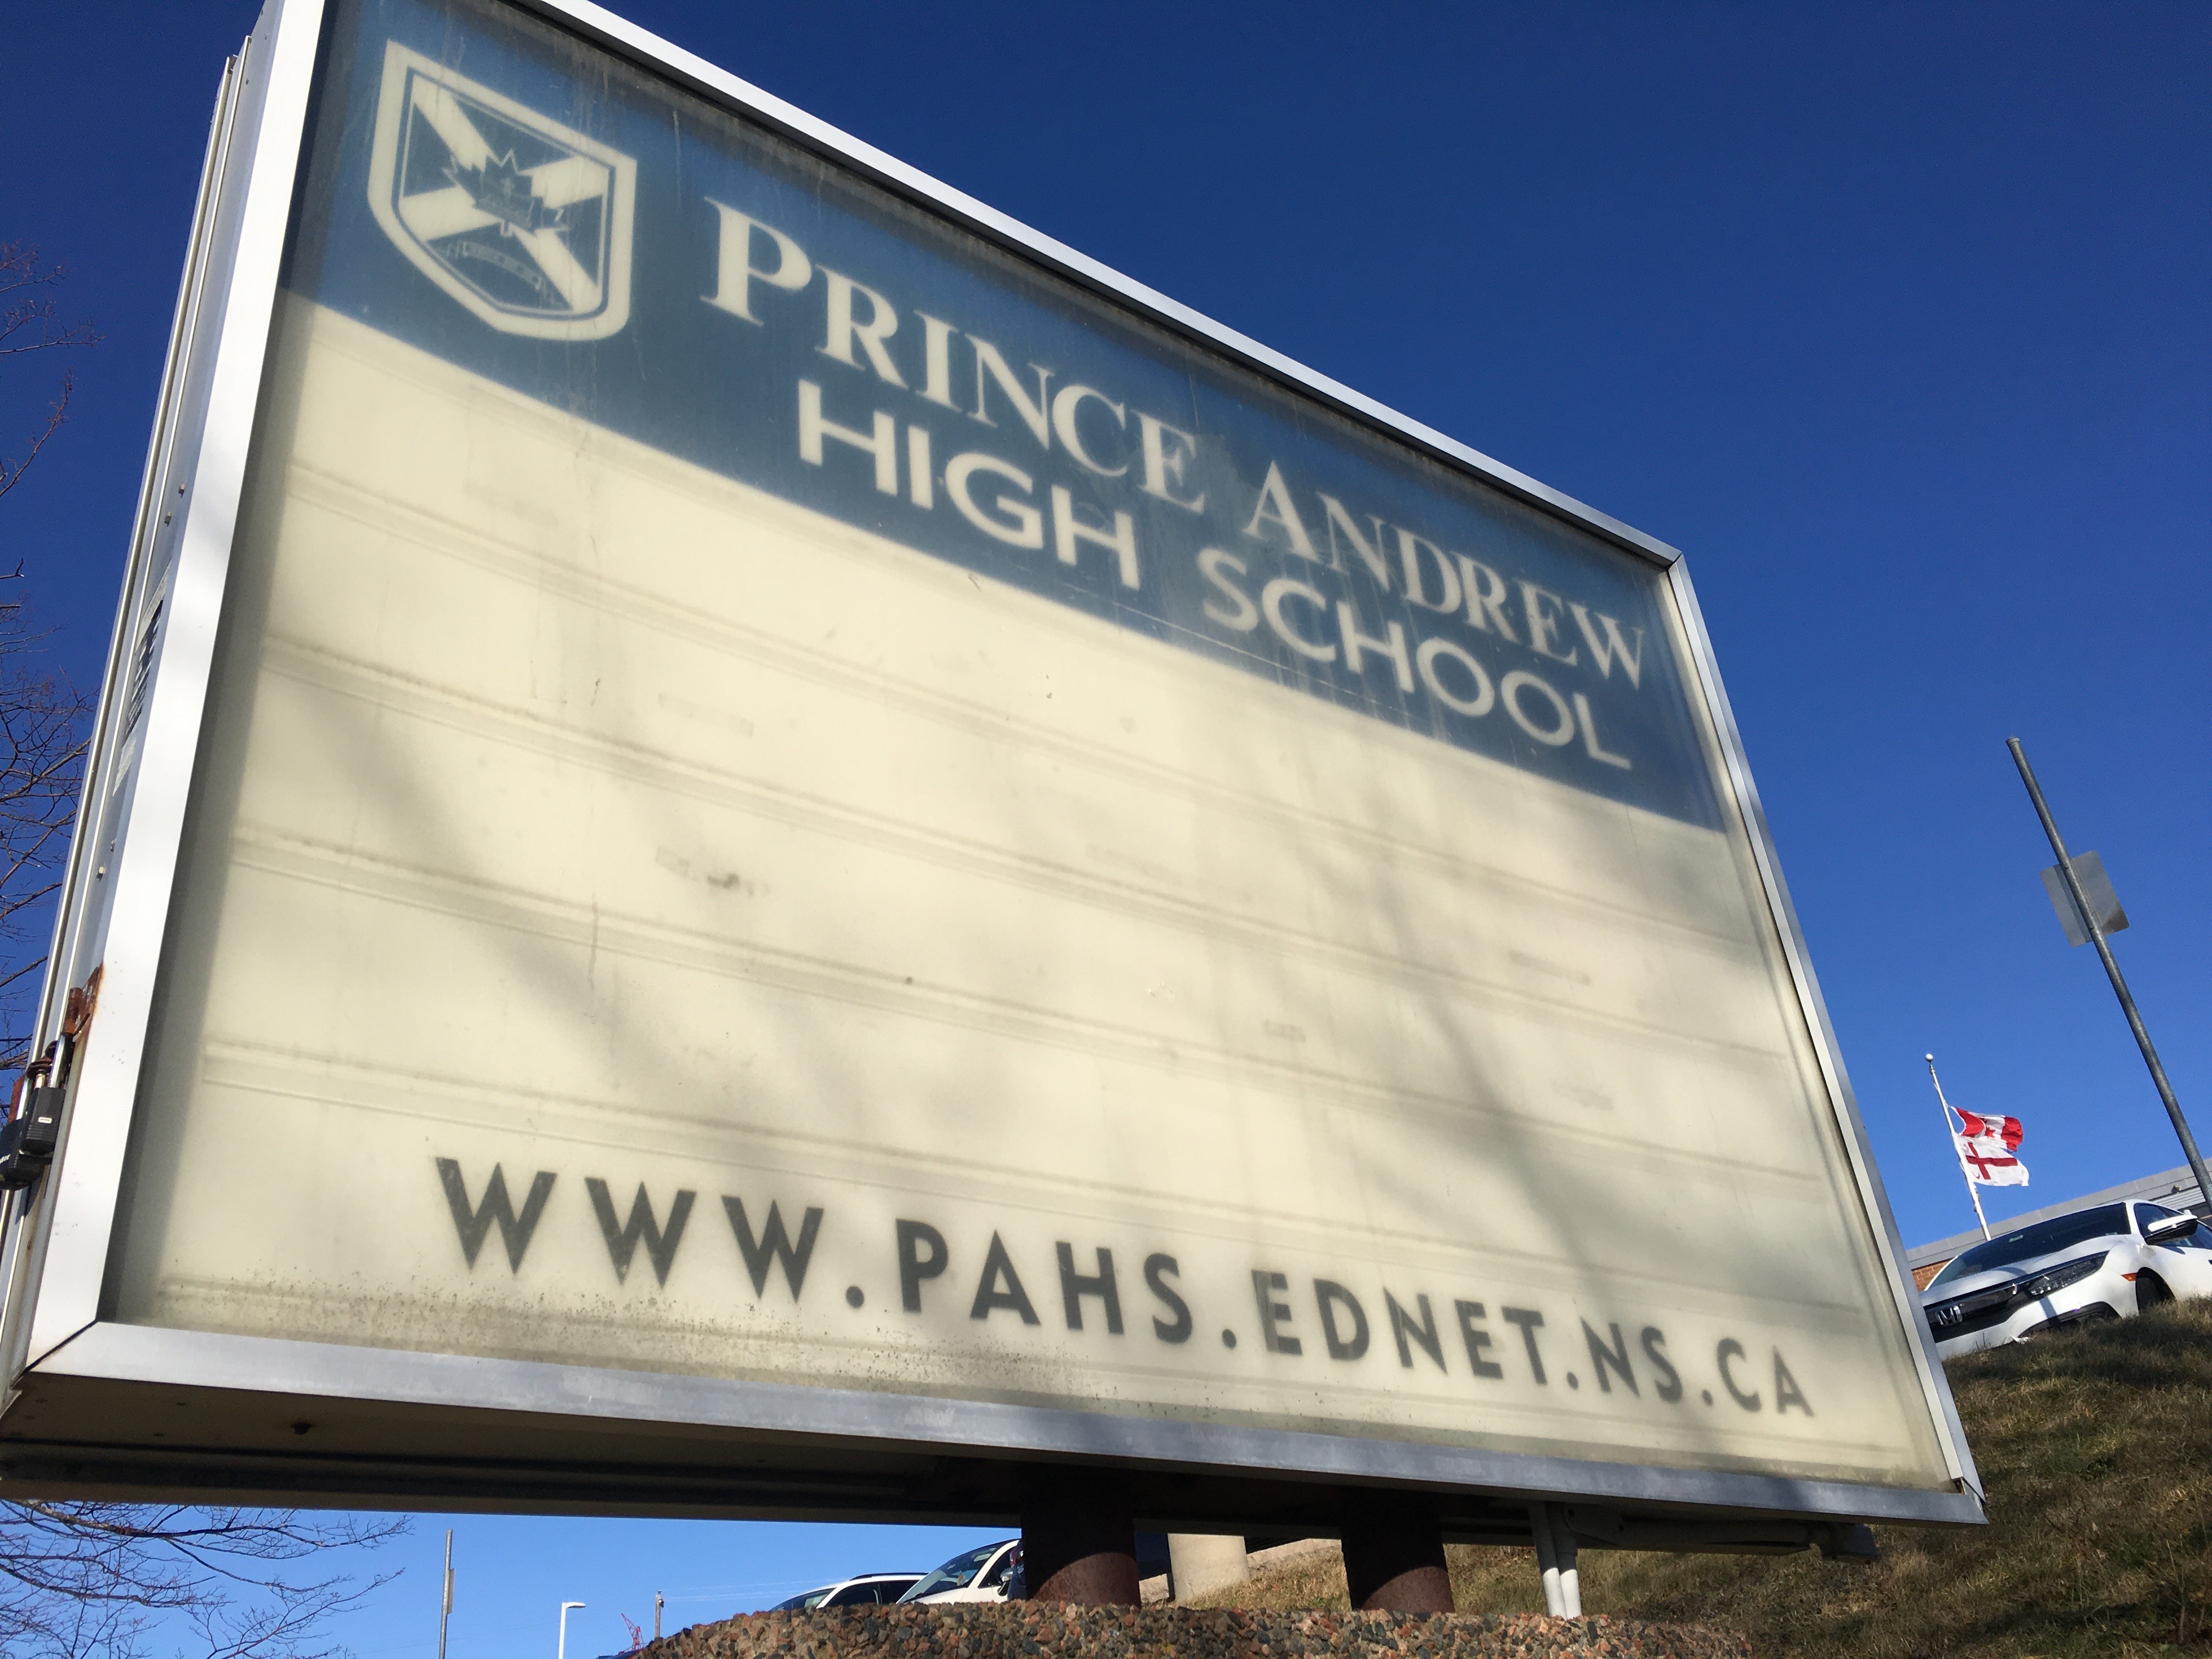 PRINCE ANDREW
HIGH SCHOOL
WWW.PAHS.EDNET.NS.CA